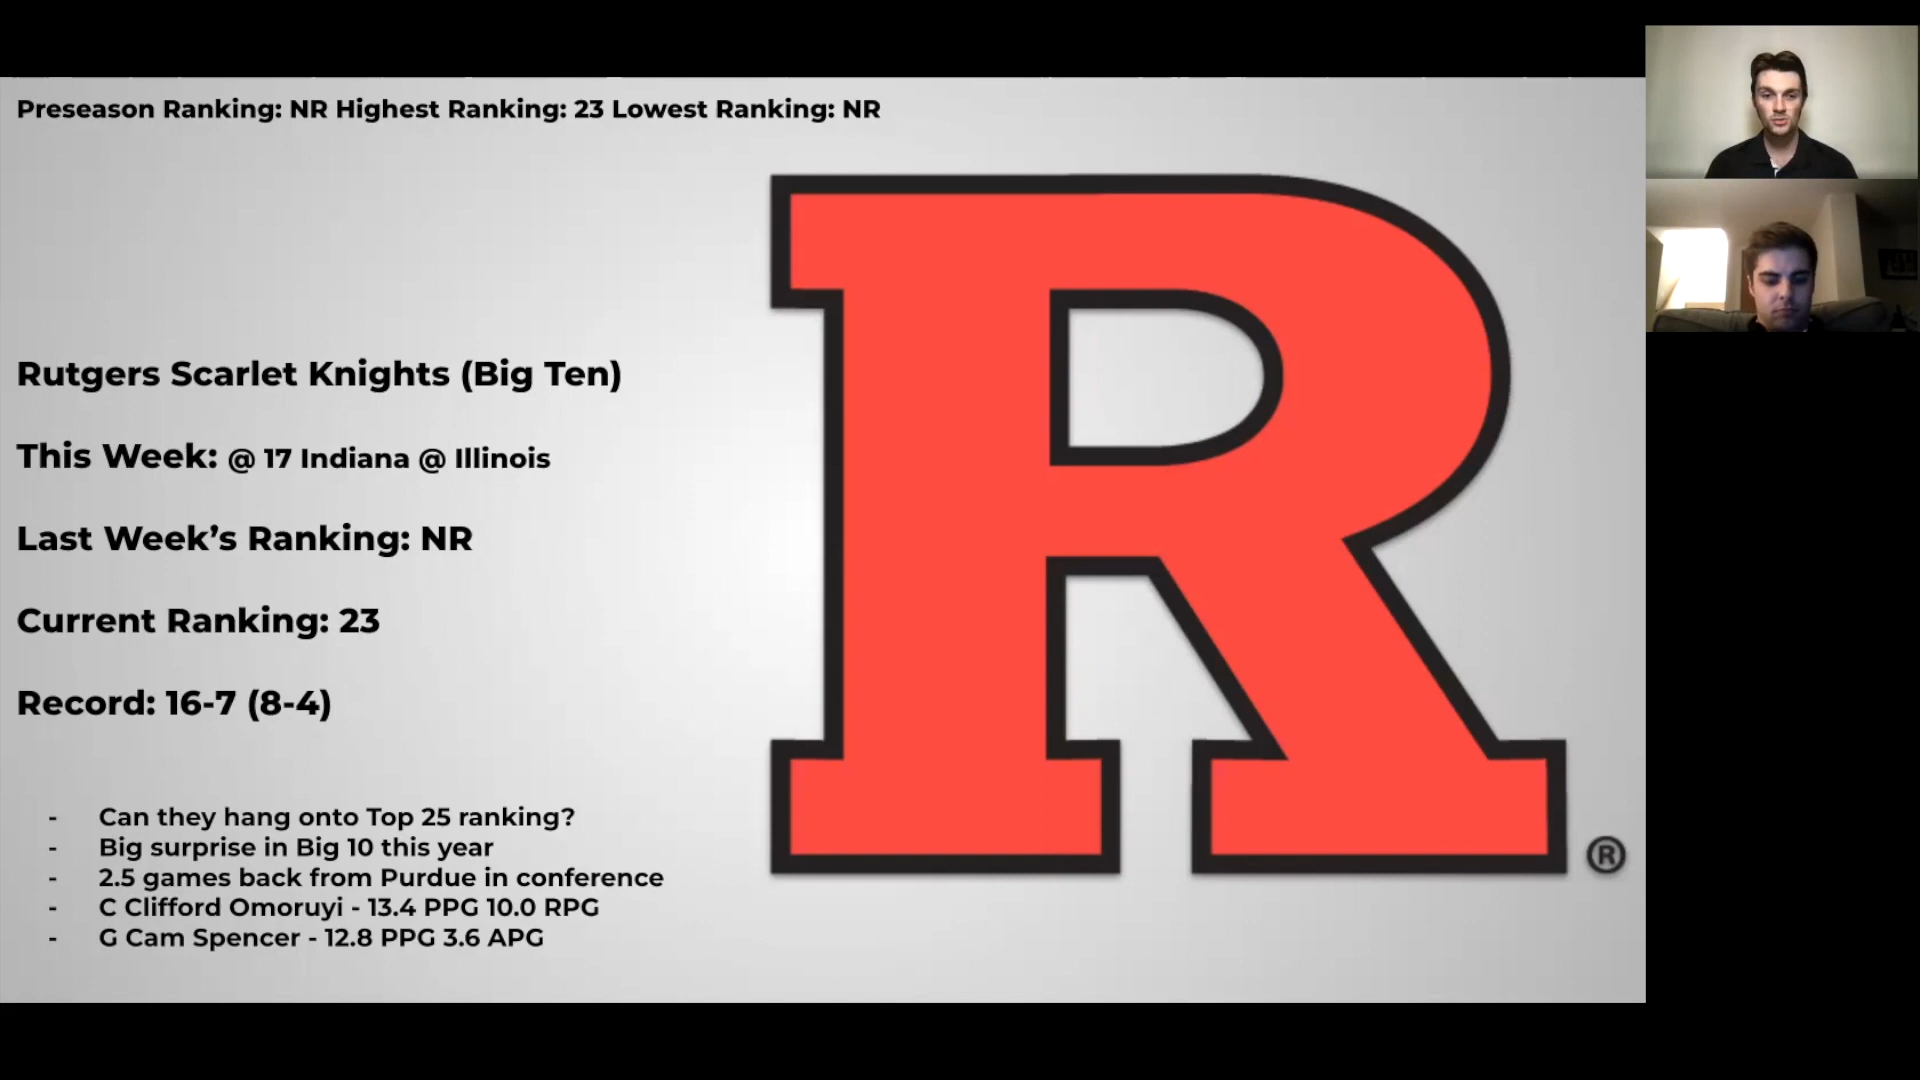 Preseason Ranking: NR Highest Ranking: 23 Lowest Ranking: NR
Rutgers Scarlet Knights (Big Ten)
This Week: @ 17 Indiana @ Illinois
Last Week’s Ranking: NR
Current Ranking: 23
Record: 16-7 (8-4)
- Can they hang onto Top 25 ranking?
- Big surprise in Big 10 this year
- 2.5 games back from Purdue in conference
- C Clifford Omoruyi - 13.4 PPG 10.0 RPG
- G Cam Spencer - 12.8 PPG 3.6 APG
R
®